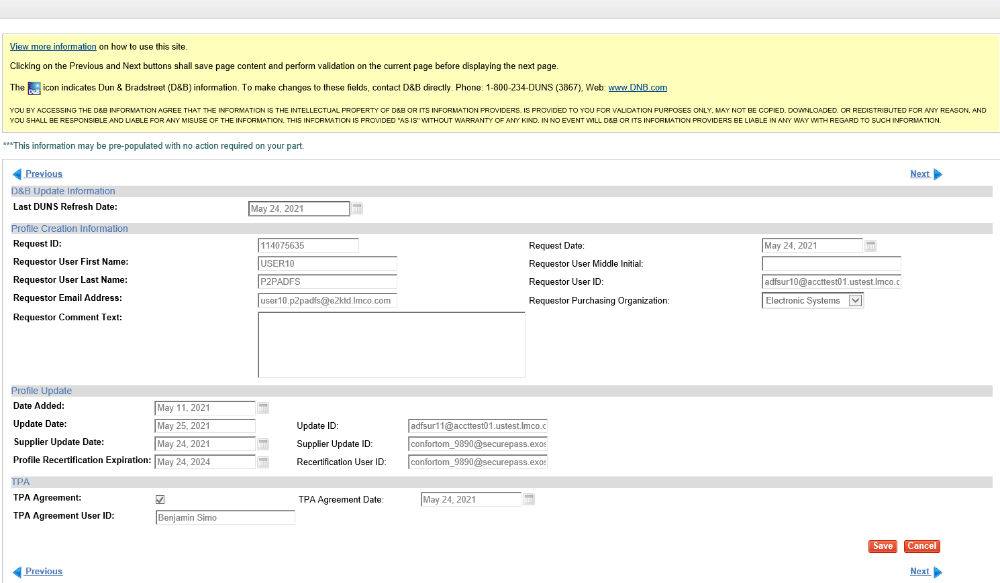 View more information on how to use this site.
Clicking on the Previous and Next buttons shall save page content and perform validation on the current page before displaying the next page.
The D&B icon indicates Dun & Bradstreet (D&B) information. To make changes to these fields, contact D&B directly. Phone: 1-800-234-DUNS (3867), Web: www.DNB.com
YOU BY ACCESSING THE D&B INFORMATION AGREE THAT THE INFORMATION IS THE INTELLECTUAL PROPERTY OF D&B OR ITS INFORMATION PROVIDERS, IS PROVIDED TO YOU FOR VALIDATION PURPOSES ONLY, MAY NOT BE COPIED, DOWNLOADED, OR REDISTRIBUTED FOR ANY REASON, AND
YOU SHALL BE RESPONSIBLE AND LIABLE FOR ANY MISUSE OF THE INFORMATION. THIS INFORMATION IS PROVIDED "AS IS" WITHOUT WARRANTY OF ANY KIND. IN NO EVENT WILL D&B OR ITS INFORMATION PROVIDERS BE LIABLE IN ANY WAY WITH REGARD TO SUCH INFORMATION.
***This information may be pre-populated with no action required on your part.
Previous Next
D&B Update Information
Last DUNS Refresh Date: May 24, 2021
Profile Creation Information
Request ID: 114075635 Request Date: May 24, 2021
Requestor User First Name: USER10 Requestor User Middle Initial:
Requestor User Last Name: P2PADFS Requestor User ID: adfsur10@accttest01.ustest.lmco.c
Requestor Email Address: user10.p2padfs@e2ktd.lmco.com Requestor Purchasing Organization: Electronic Systems
Requestor Comment Text:
Profile Update
Date Added: May 11, 2021
Update Date: May 25, 2021 Update ID: adfsur11@accttest01.ustest.lmco.c
Supplier Update Date: May 24, 2021 Supplier Update ID: confortom_9890@securepass.exos
Profile Recertification Expiration: May 24, 2024 Recertification User ID: confortom_9890@securepass.exos
TPA
TPA Agreement: TPA Agreement Date: May 24, 2021
TPA Agreement User ID: Benjamin Simo
Save Cancel
Previous Next